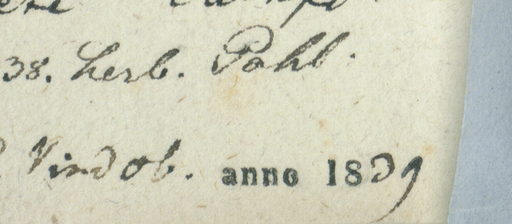 38. herb. Pohl.
Vindob. anno 1839